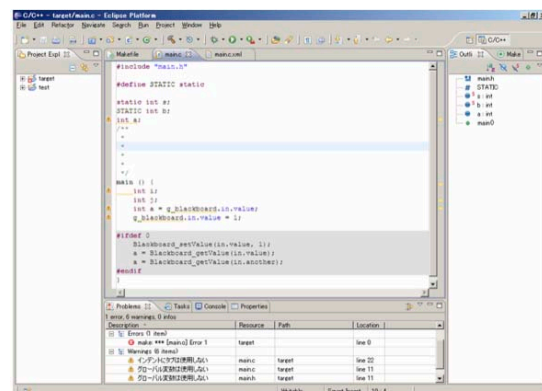 C/C++ - target/main.c - Eclipse Platform
File Edit Refactor Navigate Search Run Project Window Help
C/C++
Project Expl
Makefile main.c main.c.xml
Outli Make
target
test
#include "main.h"
#define STATIC static
static int s;
STATIC int b;
int a;
/**
*
*
*
*
*/
main () {
int i;
int j;
int a = g_blackboard.in.value;
g_blackboard.in.value = 1;
#ifdef 0
Blackboard_setValue(in.value, 1);
a = Blackboard_getValue(in.value);
a = Blackboard_getValue(in.another);
#endif
}
main.h
STATIC
s : int
b : int
a : int
main()
Problems Tasks Console Properties
1 error, 6 warnings, 0 infos
Description Resource Path Location
Errors (1 item)
make: *** [main.o] Error 1 target line 0
Warnings (6 items)
インデントにタブは使用しない main.c target line 22
グローバル変数は使用しない main.c target line 11
グローバル変数は使用しない main.h target line 11
Writable Smart Insert